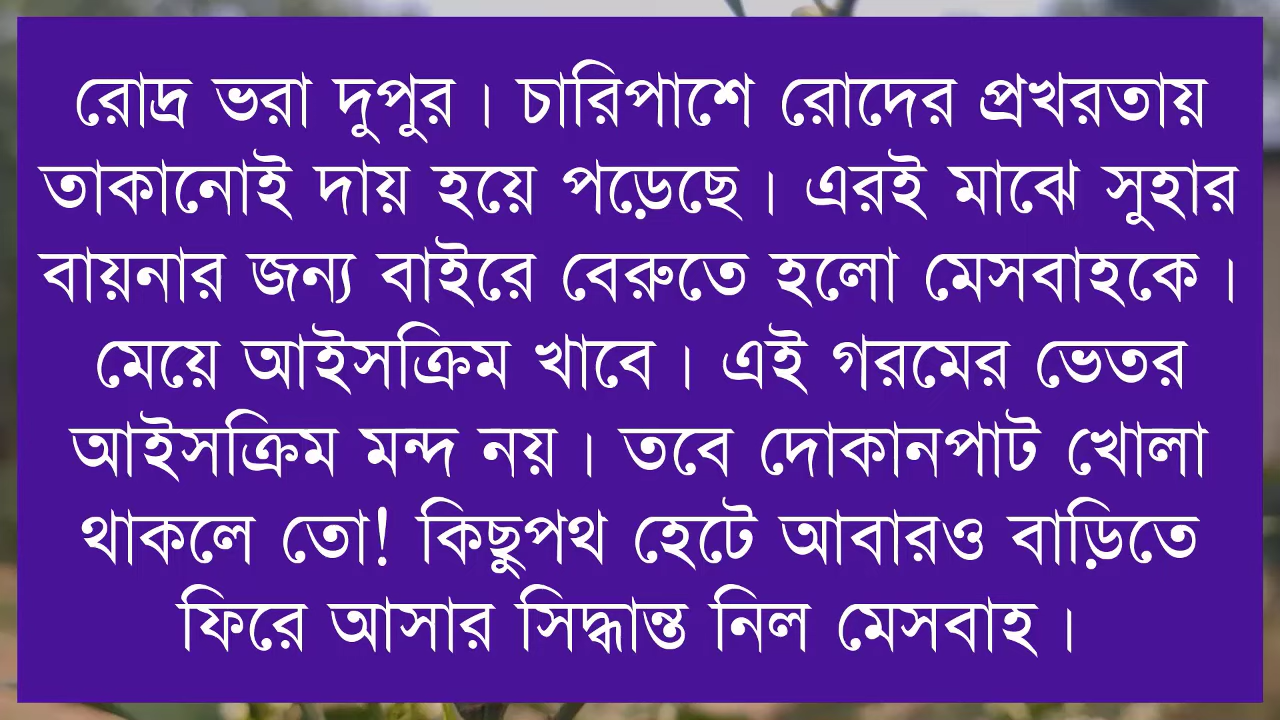 রোদ্র ভরা দুপুর। চারিপাশে রোদের প্রখরতায়
তাকানোই দায় হয়ে পড়েছে। এরই মাঝে সুহার
বায়নার জন্য বাইরে বেরুতে হলো মেসবাহকে।
মেয়ে আইসক্রিম খাবে। এই গরমের ভেতর
আইসক্রিম মন্দ নয়। তবে দোকানপাট খোলা
থাকলে তো! কিছুপথ হেটে আবারও বাড়িতে
ফিরে আসার সিদ্ধান্ত নিল মেসবাহ।